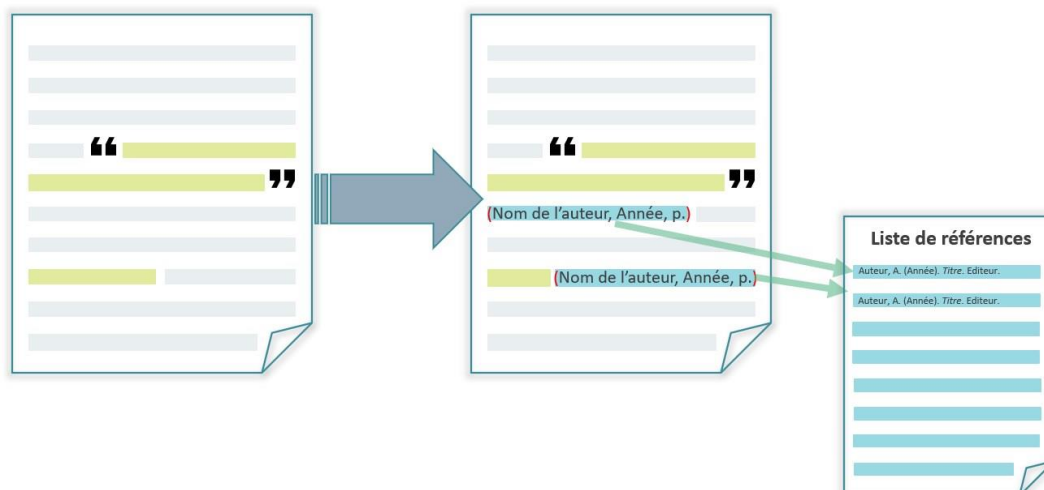 “
”
“
”
(Nom de l’auteur, Année, p.)
(Nom de l’auteur, Année, p.)
Liste de références
Auteur, A. (Année). Titre. Editeur.
Auteur, A. (Année). Titre. Editeur.